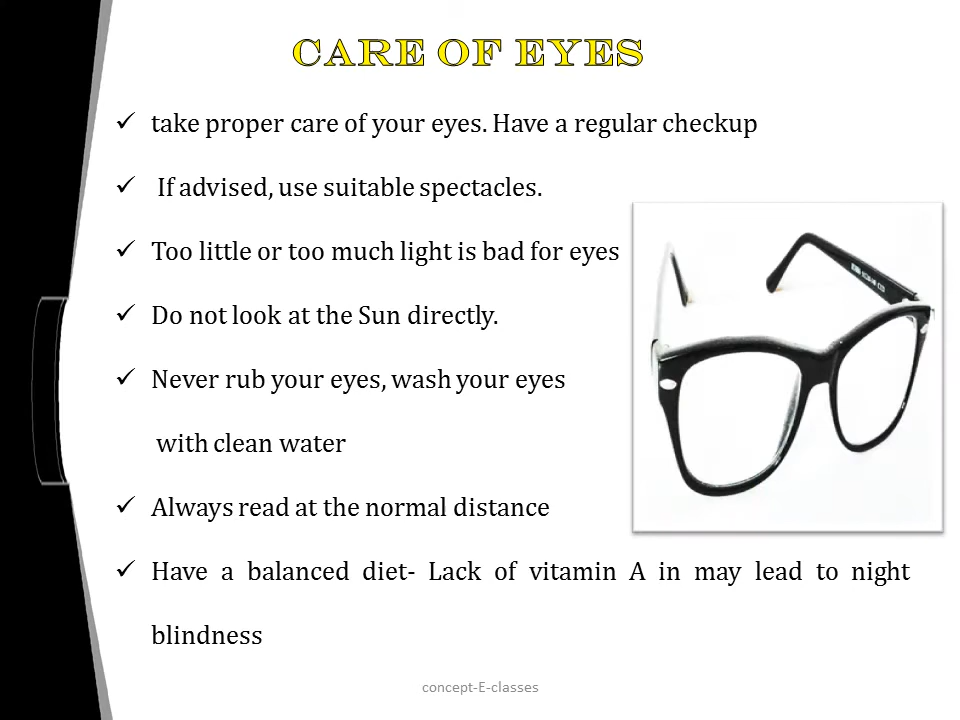 CARE OF EYES
✓ take proper care of your eyes. Have a regular checkup
✓ If advised, use suitable spectacles.
✓ Too little or too much light is bad for eyes
✓ Do not look at the Sun directly.
✓ Never rub your eyes, wash your eyes
with clean water
✓ Always read at the normal distance
✓ Have a balanced diet- Lack of vitamin A in may lead to night
blindness
concept-E-classes